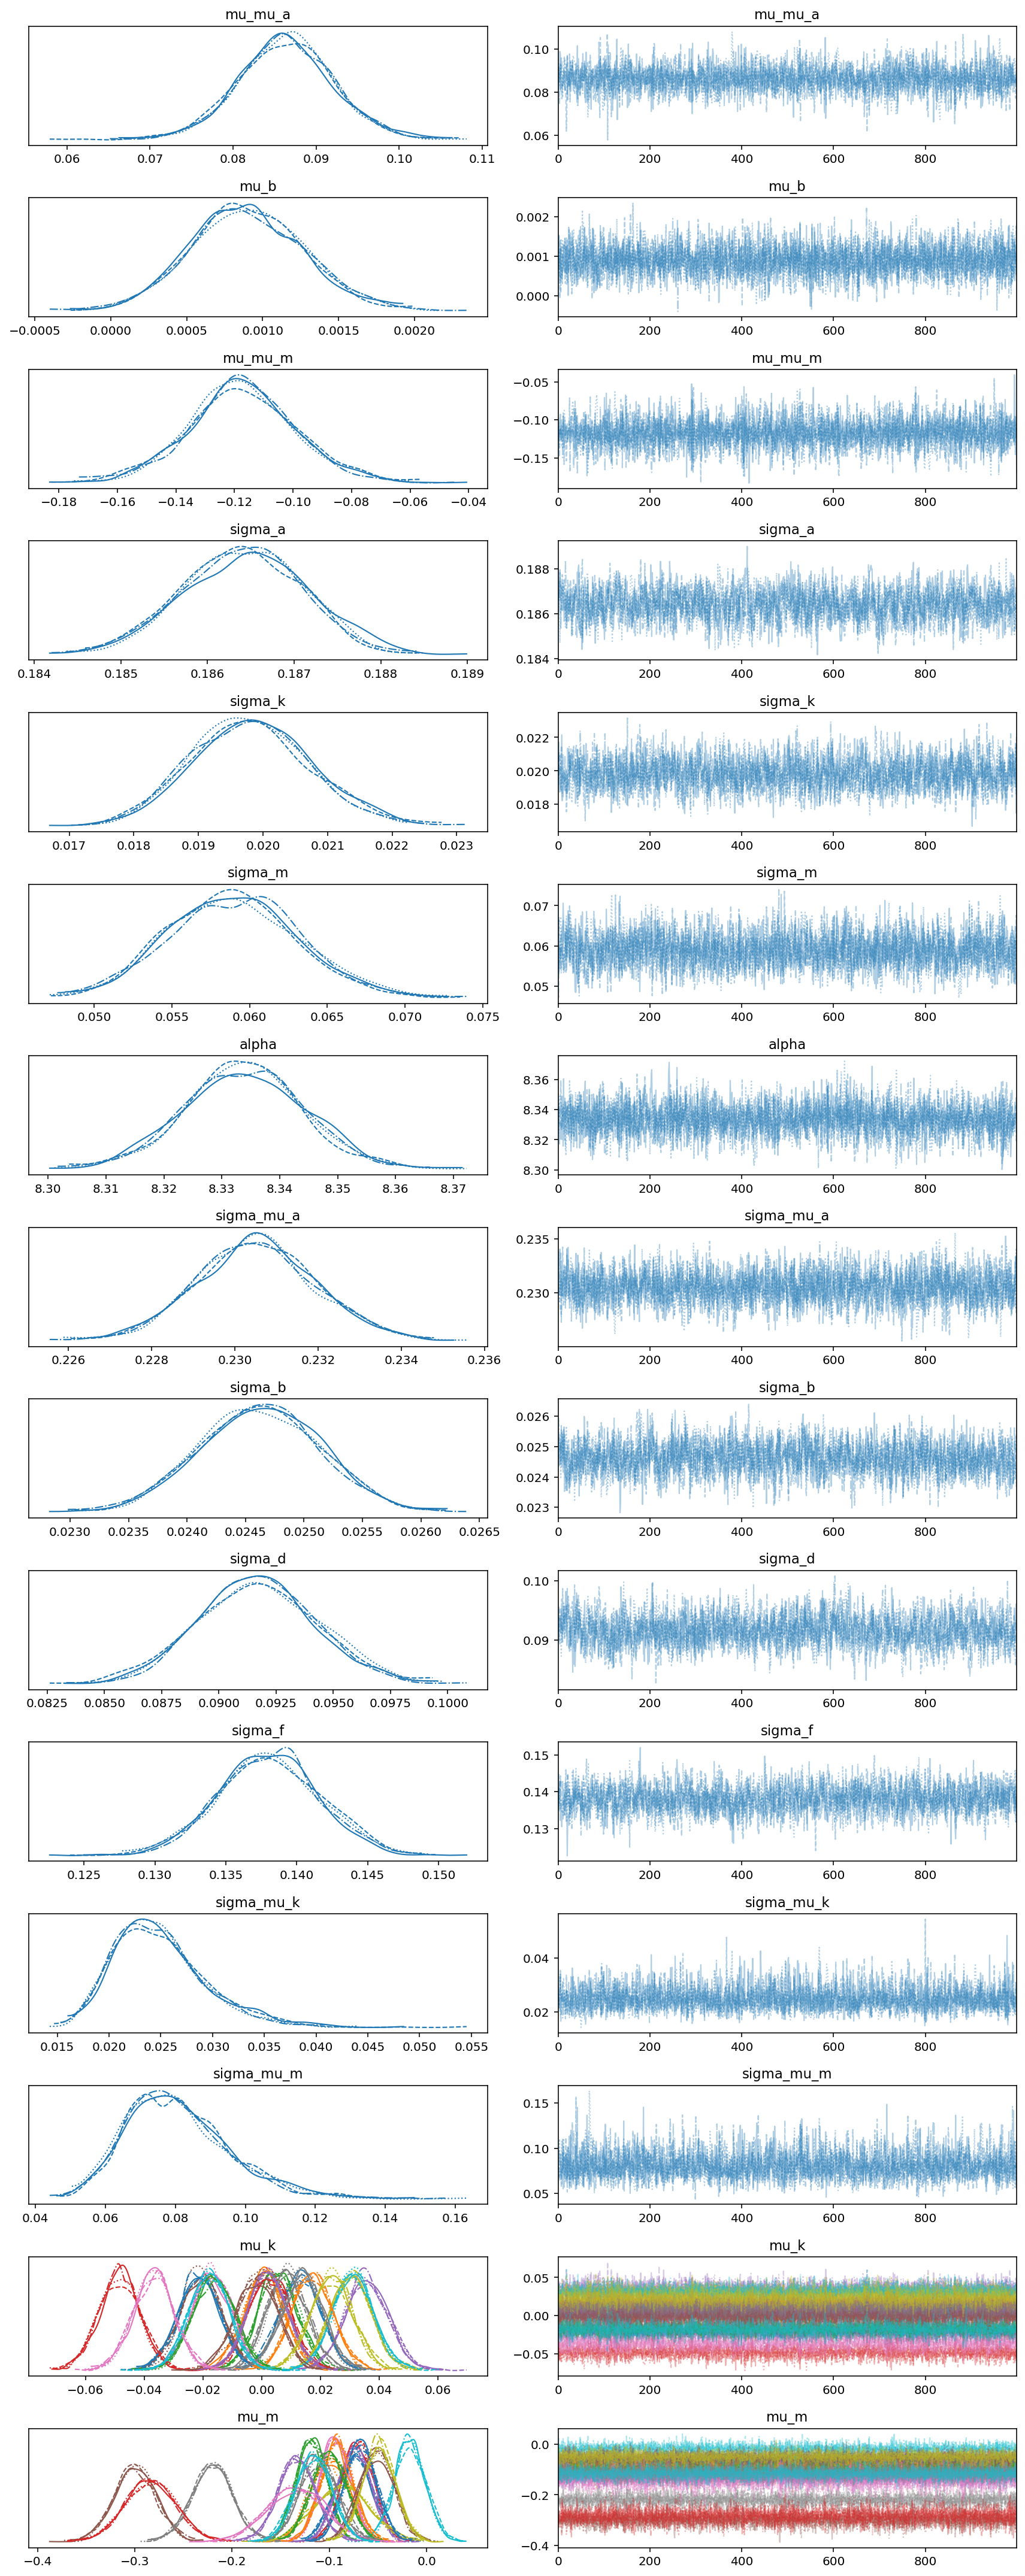 mu_mu_a mu_mu_a
0.10
0.08
0.06
0.06 0.07 0.08 0.09 0.10 0.11 0 200 400 600 800
mu_b mu_b
0.002
0.001
0.000
−0.0005 0.0000 0.0005 0.0010 0.0015 0.0020 0 200 400 600 800
mu_mu_m mu_mu_m
−0.05
−0.10
−0.15
−0.18 −0.16 −0.14 −0.12 −0.10 −0.08 −0.06 −0.04 0 200 400 600 800
sigma_a sigma_a
0.188
0.186
0.184
0.184 0.185 0.186 0.187 0.188 0.189 0 200 400 600 800
sigma_k sigma_k
0.022
0.020
0.018
0.017 0.018 0.019 0.020 0.021 0.022 0.023 0 200 400 600 800
sigma_m sigma_m
0.07
0.06
0.05
0.050 0.055 0.060 0.065 0.070 0.075 0 200 400 600 800
alpha alpha
8.36
8.34
8.32
8.30
8.30 8.31 8.32 8.33 8.34 8.35 8.36 8.37 0 200 400 600 800
sigma_mu_a sigma_mu_a
0.235
0.230
0.226 0.228 0.230 0.232 0.234 0.236 0 200 400 600 800
sigma_b sigma_b
0.026
0.025
0.024
0.023
0.0230 0.0235 0.0240 0.0245 0.0250 0.0255 0.0260 0.0265 0 200 400 600 800
sigma_d sigma_d
0.10
0.09
0.0825 0.0850 0.0875 0.0900 0.0925 0.0950 0.0975 0.1000 0 200 400 600 800
sigma_f sigma_f
0.15
0.14
0.13
0.125 0.130 0.135 0.140 0.145 0.150 0 200 400 600 800
sigma_mu_k sigma_mu_k
0.04
0.02
0.015 0.020 0.025 0.030 0.035 0.040 0.045 0.050 0.055 0 200 400 600 800
sigma_mu_m sigma_mu_m
0.15
0.10
0.05
0.04 0.06 0.08 0.10 0.12 0.14 0.16 0 200 400 600 800
mu_k mu_k
0.05
0.00
−0.05
−0.06 −0.04 −0.02 0.00 0.02 0.04 0.06 0 200 400 600 800
mu_m mu_m
0.0
−0.2
−0.4
−0.4 −0.3 −0.2 −0.1 0.0 0 200 400 600 800